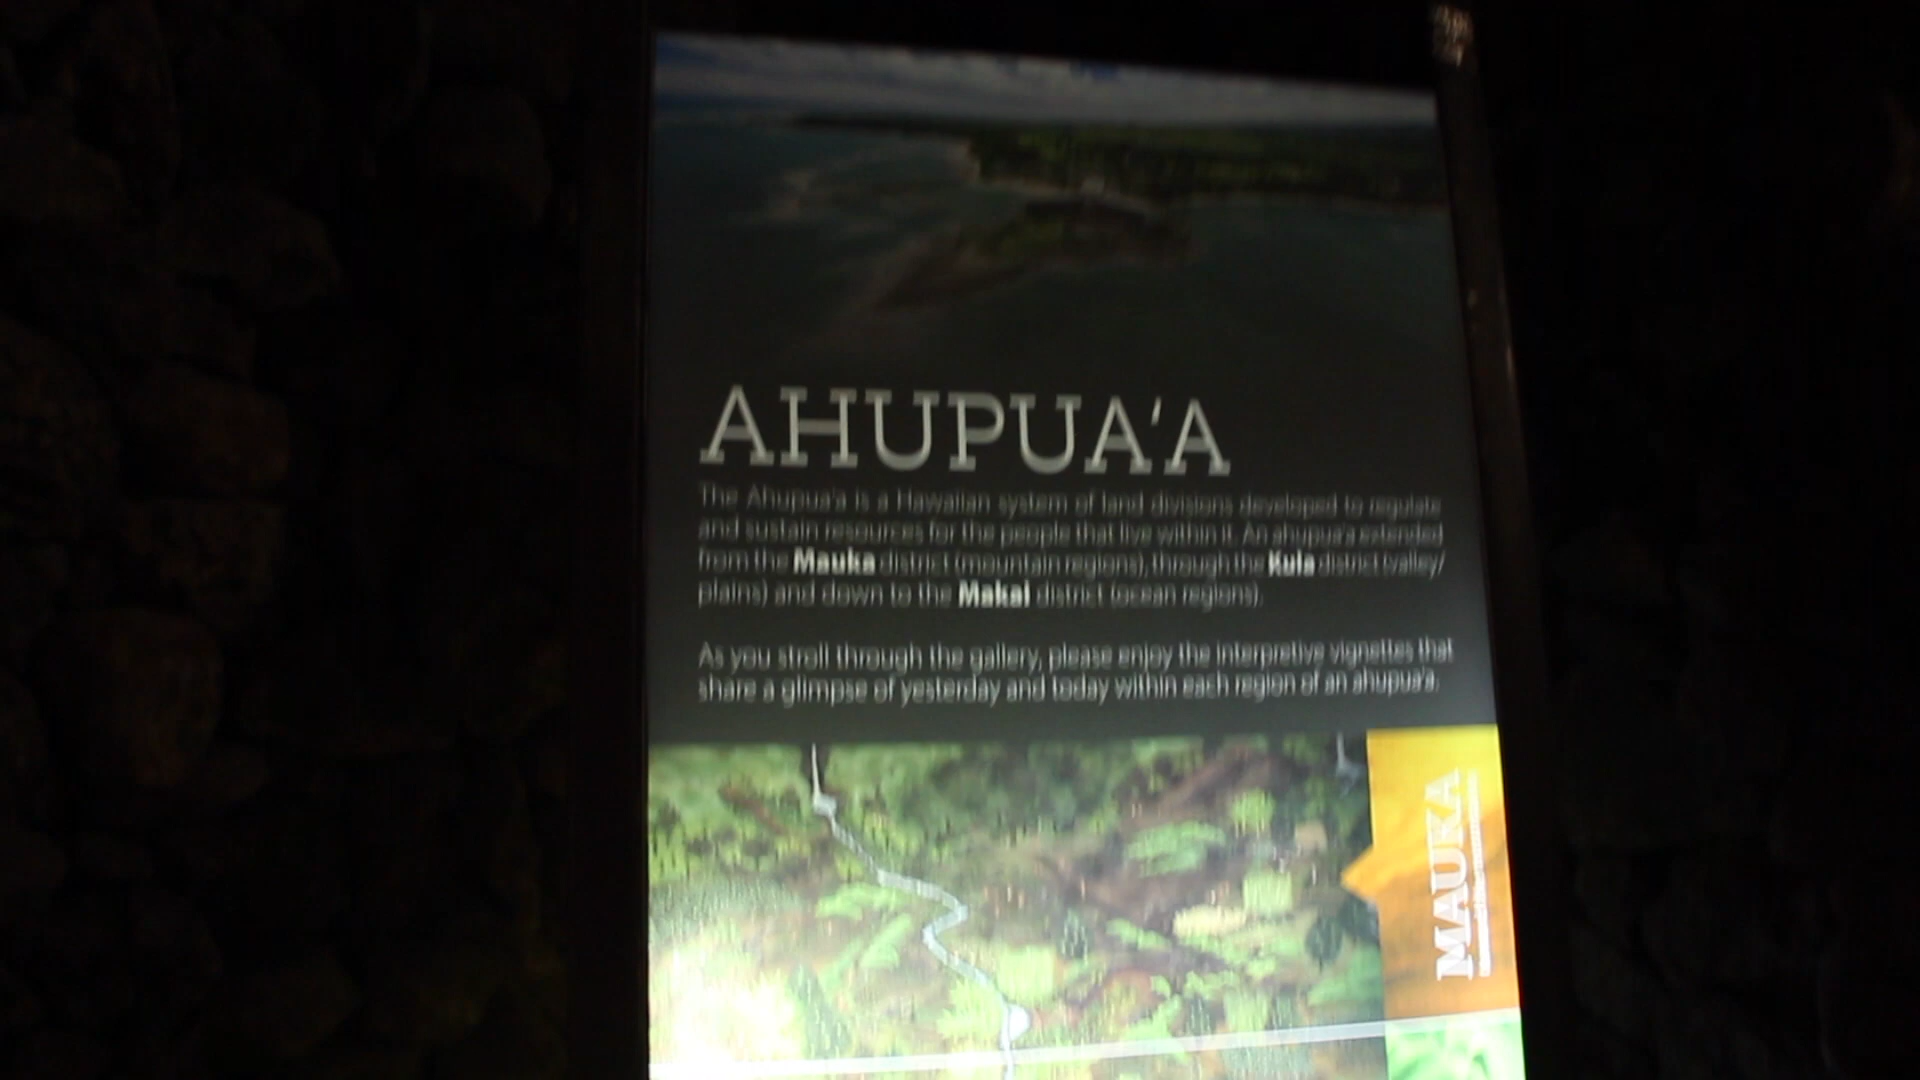 AHUPUA'A
The Ahupua'a is a Hawaiian system of land divisions developed to regulate
and sustain resources for the people that live within it. An ahupua'a extended
from the Mauka district (mountain regions), through the Kula district (valley/
plains) and down to the Makai district (ocean regions).
As you stroll through the gallery, please enjoy the interpretive vignettes that
share a glimpse of yesterday and today within each region of an ahupua'a.
MAUKA